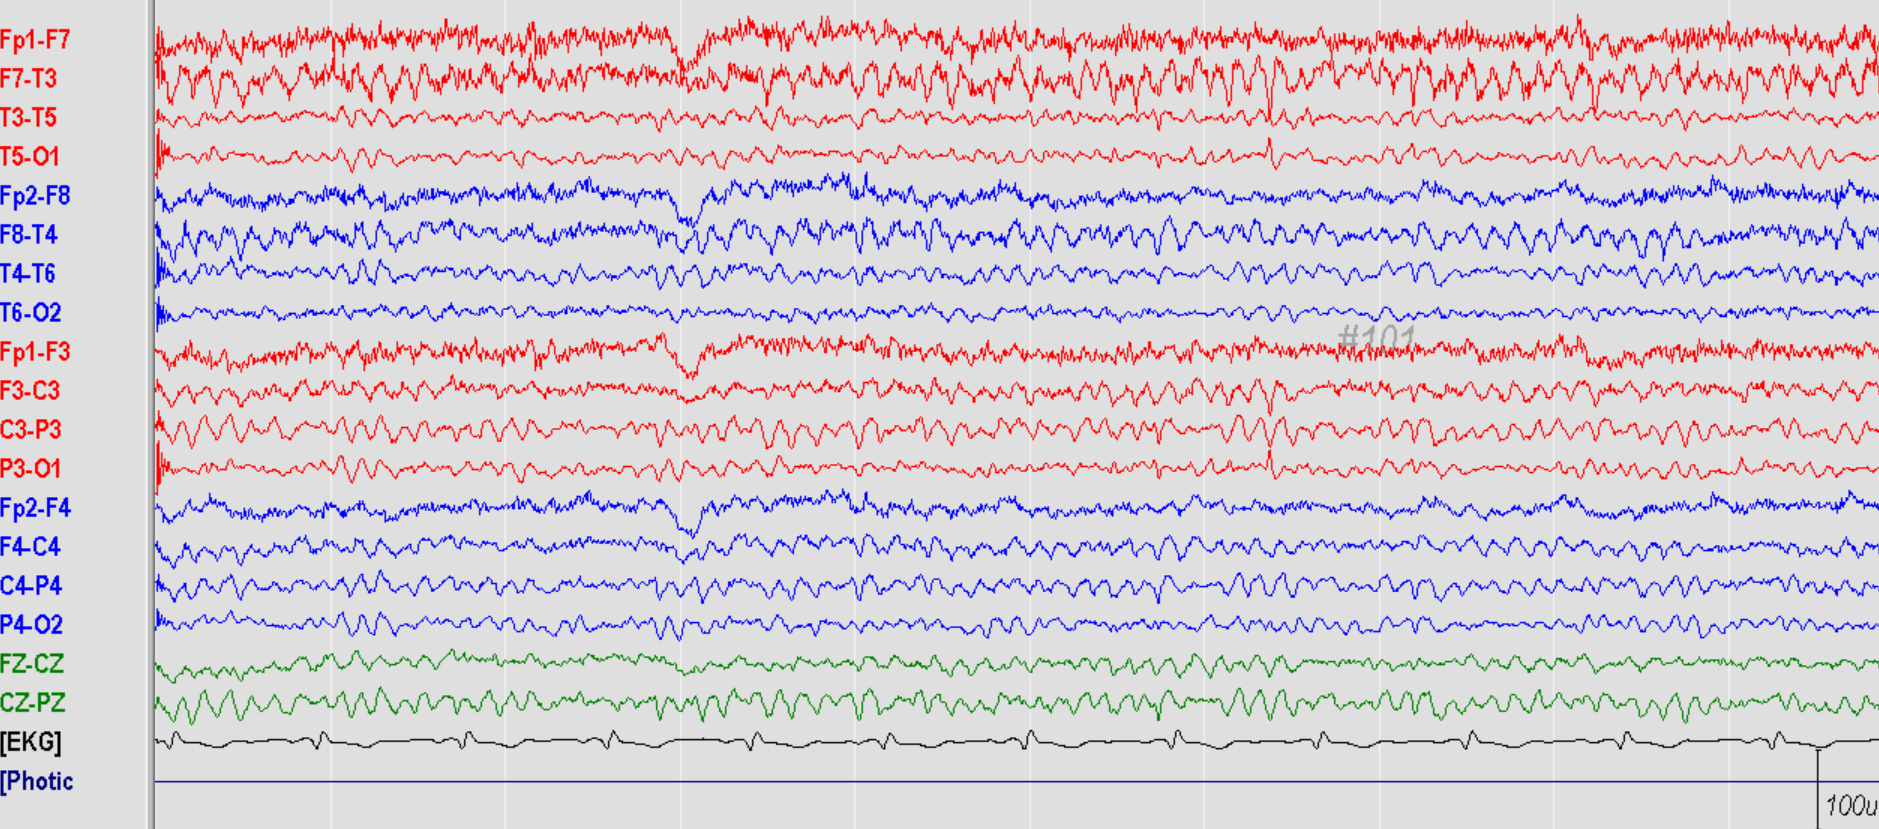 Fp1-F7
F7-T3
T3-T5
T5-O1
Fp2-F8
F8-T4
T4-T6
T6-O2
#101
Fp1-F3
F3-C3
C3-P3
P3-O1
Fp2-F4
F4-C4
C4-P4
P4-O2
FZ-CZ
CZ-PZ
[EKG]
[Photic
100u